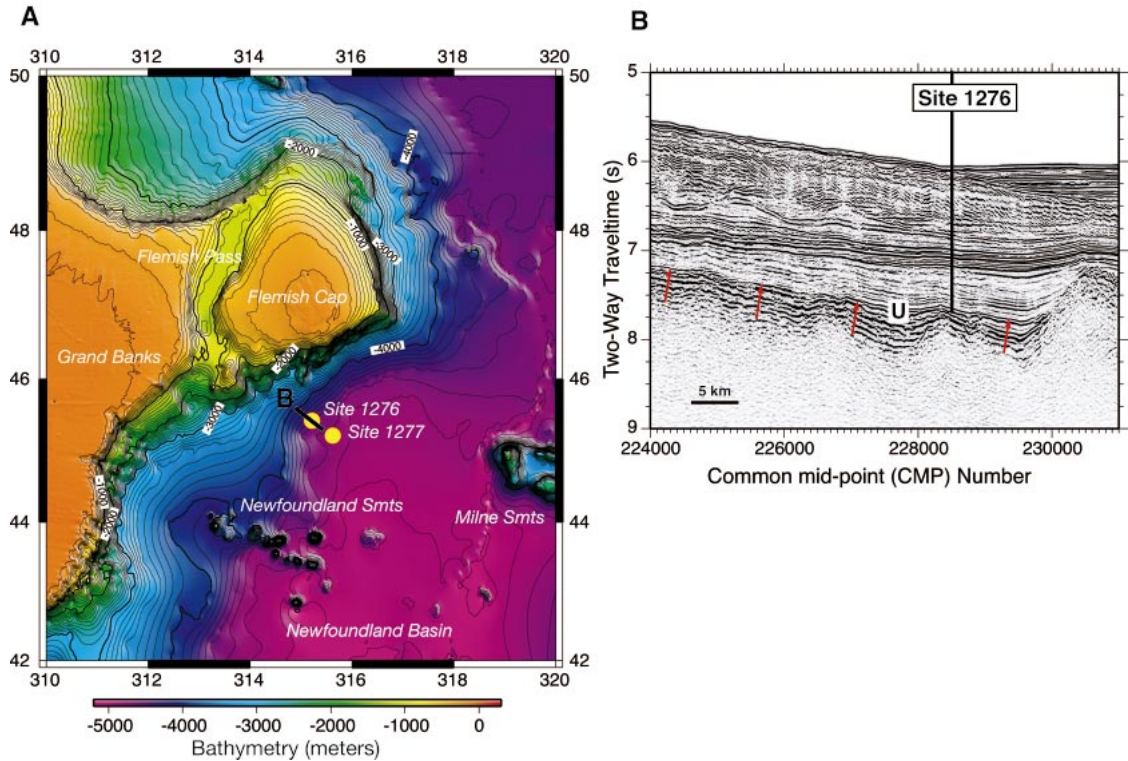 A
310 312 314 316 318 320
50 50
-2000
-4000
48 48
-1000
-3000
Flemish Pass
Flemish Cap
Grand Banks
-4000
46 46
-3000
B
Site 1276
Site 1277
-1000
-2000
Newfoundland Smts
Milne Smts
44 44
Newfoundland Basin
42 42
310 312 314 316 318 320
-5000 -4000 -3000 -2000 -1000 0
Bathymetry (meters)
B
5
Site 1276
6
7
U
8
5 km
9
Two-Way Traveltime (s)
224000 226000 228000 230000
Common mid-point (CMP) Number